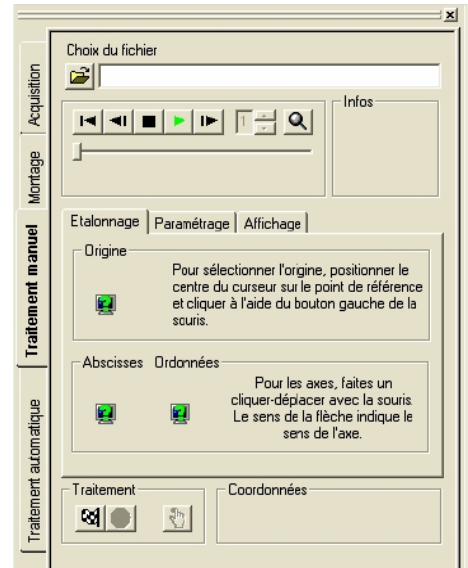 Choix du fichier
Infos
1
Acquisition
Montage
Traitement manuel
Traitement automatique
Etalonnage Paramétrage Affichage
Origine
Pour sélectionner l'origine, positionner le
centre du curseur sur le point de référence
et cliquer à l'aide du bouton gauche de la
souris.
Abscisses Ordonnées
Pour les axes, faites un
cliquer-déplacer avec la souris.
Le sens de la flèche indique le
sens de l'axe.
Traitement
Coordonnées